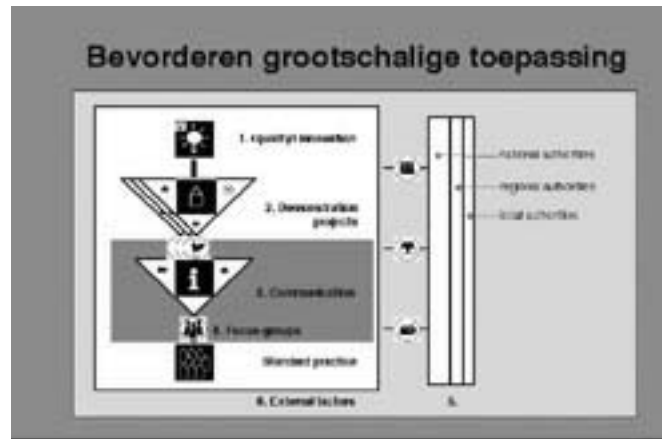 Bevorderen grootschalige toepassing
1. innovation
2. Demonstration
projects
3. Communication
4. Focus-groups
Standard practice
6. External factors
5.
national authorities
regional authorities
local authorities